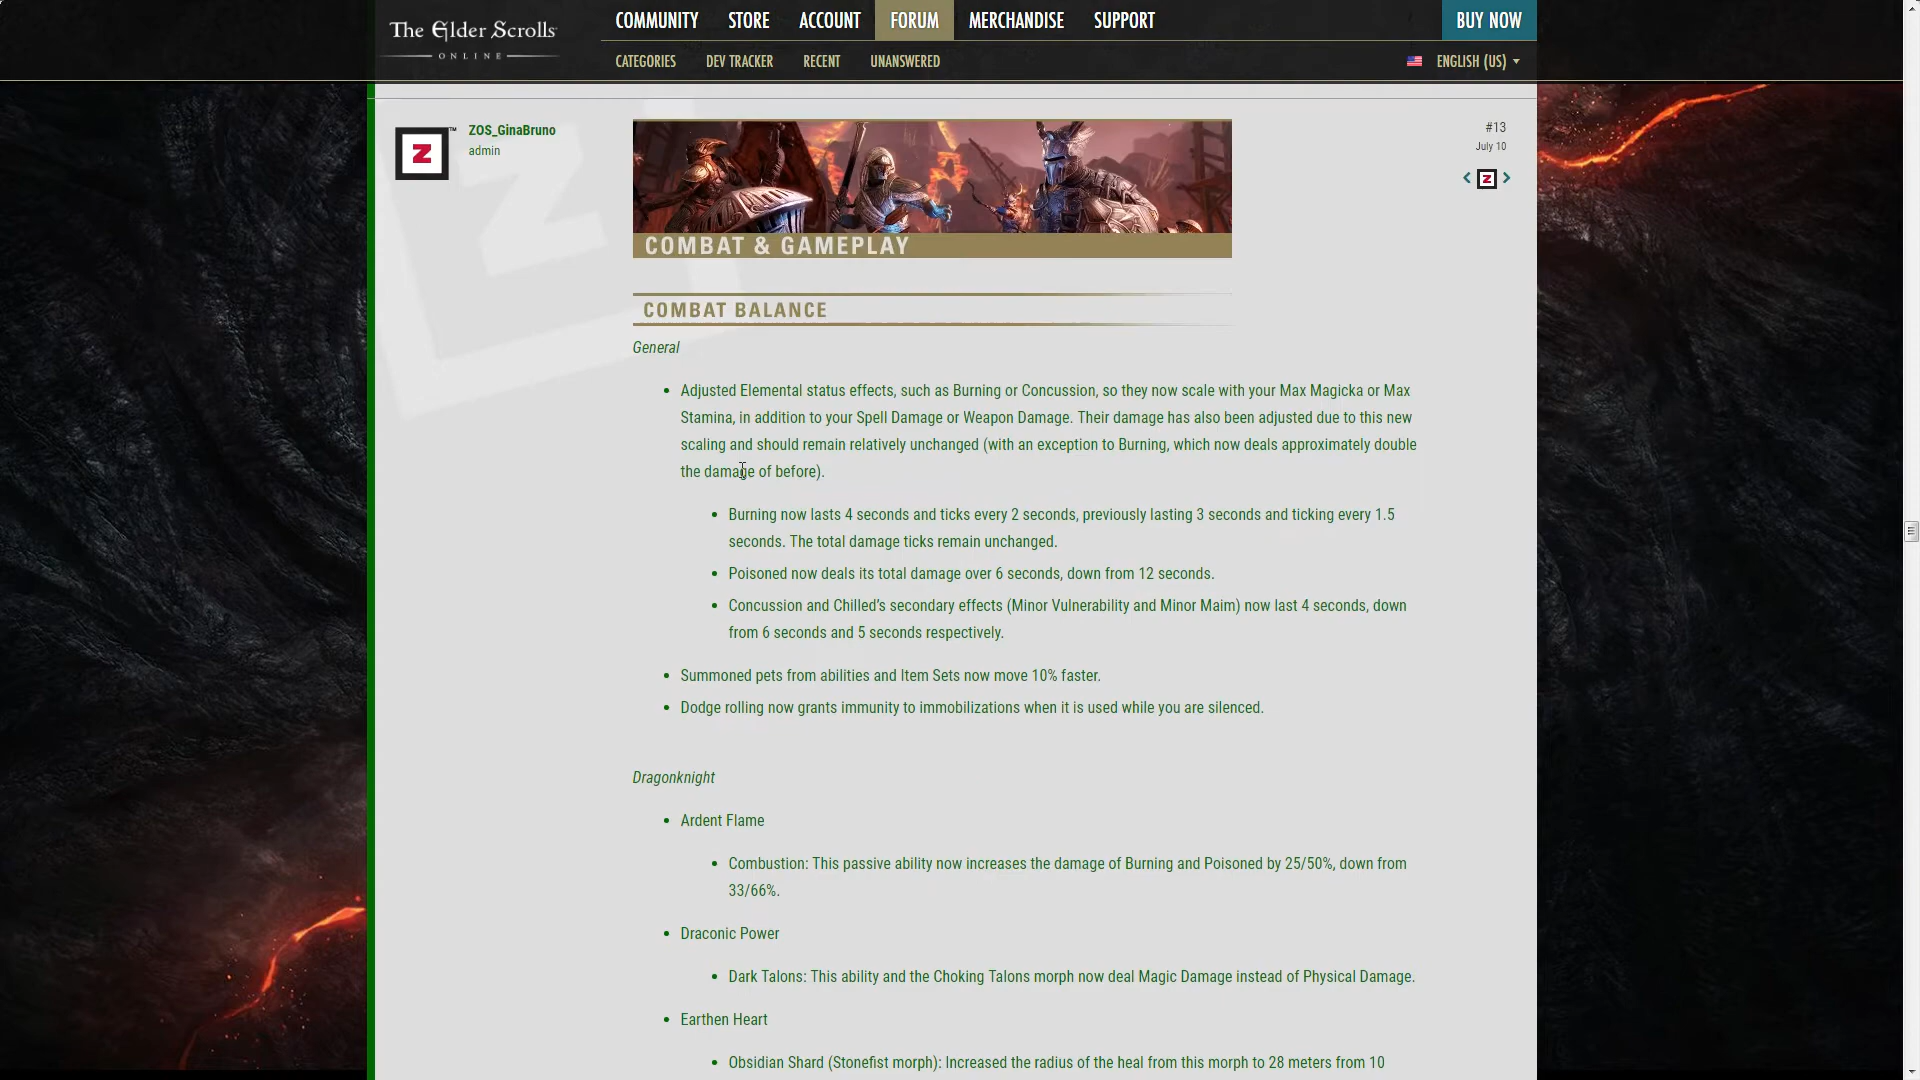 The Elder Scrolls
ONLINE
COMMUNITY STORE ACCOUNT FORUM MERCHANDISE SUPPORT BUY NOW
CATEGORIES DEV TRACKER RECENT UNANSWERED ENGLISH (US)
Z ™
ZOS_GinaBruno
admin
#13
July 10
< Z >
COMBAT & GAMEPLAY
COMBAT BALANCE
General
• Adjusted Elemental status effects, such as Burning or Concussion, so they now scale with your Max Magicka or Max
Stamina, in addition to your Spell Damage or Weapon Damage. Their damage has also been adjusted due to this new
scaling and should remain relatively unchanged (with an exception to Burning, which now deals approximately double
the damage of before).
• Burning now lasts 4 seconds and ticks every 2 seconds, previously lasting 3 seconds and ticking every 1.5
seconds. The total damage ticks remain unchanged.
• Poisoned now deals its total damage over 6 seconds, down from 12 seconds.
• Concussion and Chilled's secondary effects (Minor Vulnerability and Minor Maim) now last 4 seconds, down
from 6 seconds and 5 seconds respectively.
• Summoned pets from abilities and Item Sets now move 10% faster.
• Dodge rolling now grants immunity to immobilizations when it is used while you are silenced.
Dragonknight
• Ardent Flame
• Combustion: This passive ability now increases the damage of Burning and Poisoned by 25/50%, down from
33/66%.
• Draconic Power
• Dark Talons: This ability and the Choking Talons morph now deal Magic Damage instead of Physical Damage.
• Earthen Heart
• Obsidian Shard (Stonefist morph): Increased the radius of the heal from this morph to 28 meters from 10